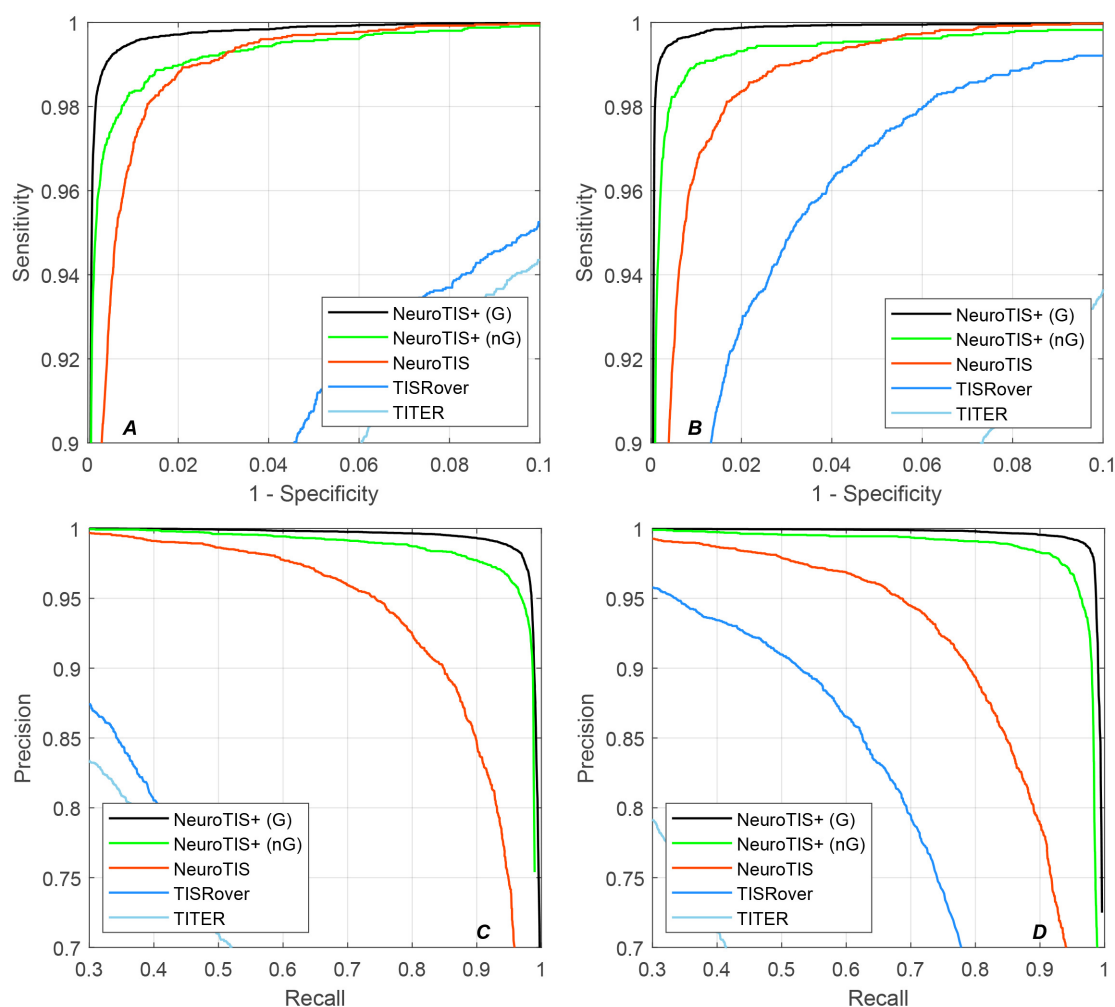 1
0.98
0.96
0.94
0.92
0.9
Sensitivity
0 0.02 0.04 0.06 0.08 0.1
1 - Specificity
NeuroTIS+ (G)
NeuroTIS+ (nG)
NeuroTIS
TISRover
TITER
A
1
0.98
0.96
0.94
0.92
0.9
Sensitivity
0 0.02 0.04 0.06 0.08 0.1
1 - Specificity
NeuroTIS+ (G)
NeuroTIS+ (nG)
NeuroTIS
TISRover
TITER
B
1
0.95
0.9
0.85
0.8
0.75
0.7
Precision
0.3 0.4 0.5 0.6 0.7 0.8 0.9 1
Recall
NeuroTIS+ (G)
NeuroTIS+ (nG)
NeuroTIS
TISRover
TITER
C
1
0.95
0.9
0.85
0.8
0.75
0.7
Precision
0.3 0.4 0.5 0.6 0.7 0.8 0.9 1
Recall
NeuroTIS+ (G)
NeuroTIS+ (nG)
NeuroTIS
TISRover
TITER
D